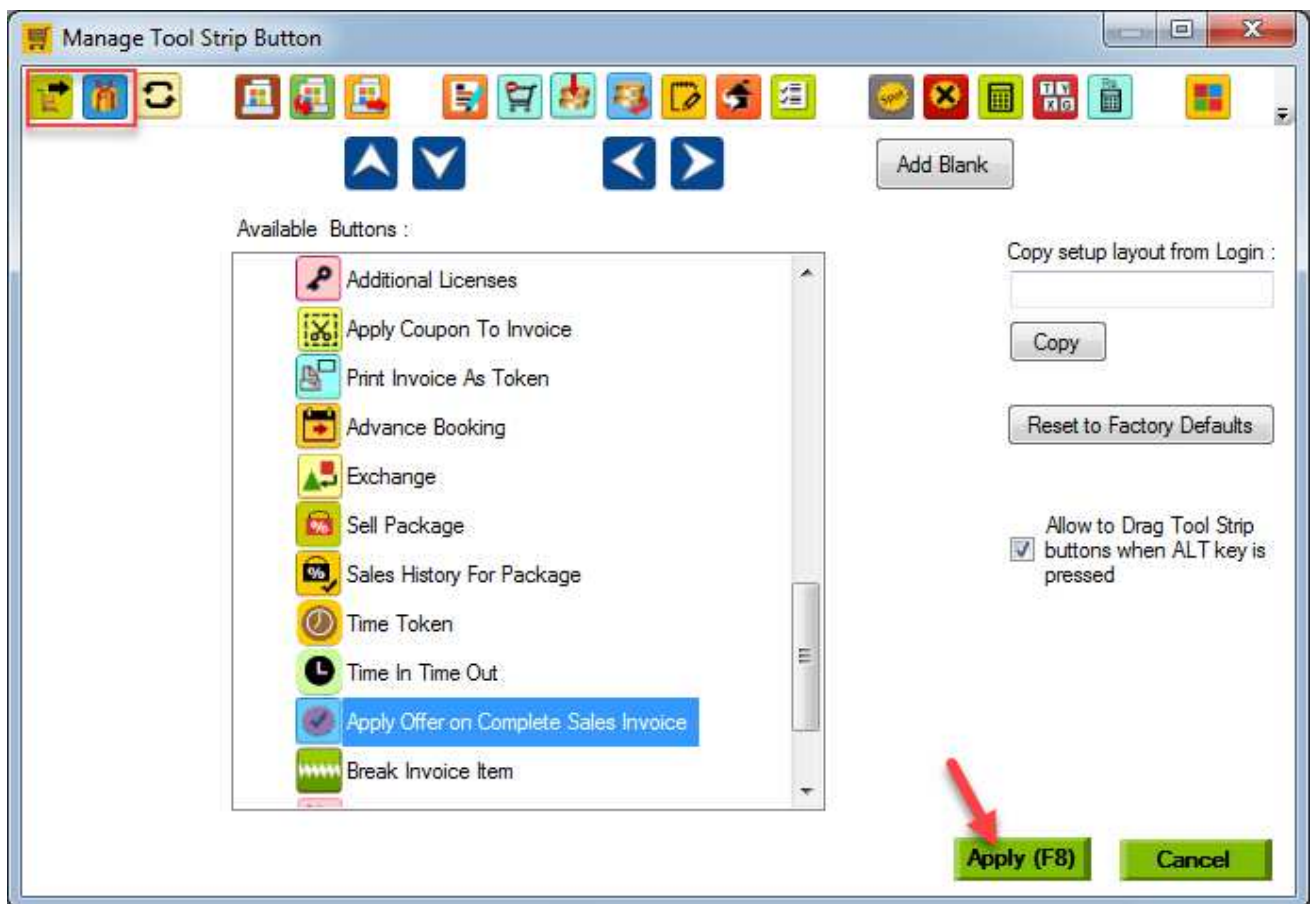 Manage Tool Strip Button
Add Blank
Available Buttons :
Additional Licenses
Apply Coupon To Invoice
Print Invoice As Token
Advance Booking
Exchange
Sell Package
Sales History For Package
Time Token
Time In Time Out
Apply Offer on Complete Sales Invoice
Break Invoice Item
Copy setup layout from Login :
Copy
Reset to Factory Defaults
Allow to Drag Tool Strip
buttons when ALT key is
pressed
Apply (F8)
Cancel